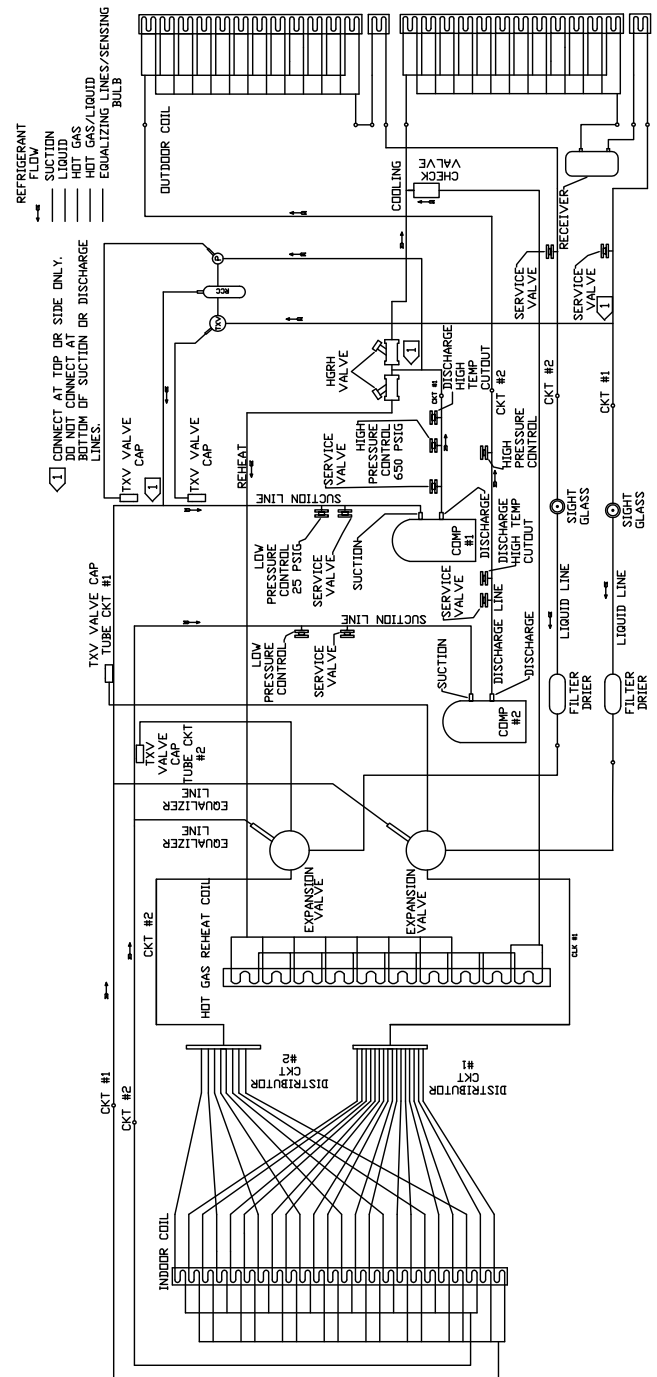 REFRIGERANT
FLOW
SUCTION
LIQUID
HOT GAS
HOT GAS/LIQUID
EQUALIZING LINES/SENSING
BULB
1
CONNECT AT TOP OR SIDE ONLY.
DO NOT CONNECT AT
BOTTOM OF SUCTION OR DISCHARGE
LINES.
OUTDOOR COIL
COOLING
CHECK
VALVE
RECEIVER
SERVICE
VALVE
SERVICE
VALVE
1
P
RCC
TXV
TXV VALVE
CAP
TXV VALVE
CAP
1
REHEAT
HGRH
VALVE
1
CKT #1
DISCHARGE
HIGH
TEMP
CUTOUT
CKT #2
HIGH
PRESSURE
CONTROL
650 PSIG
SERVICE
VALVE
HIGH
PRESSURE
CONTROL
CKT #2
CKT #1
SIGHT
GLASS
SIGHT
GLASS
SUCTION LINE
LOW
PRESSURE
CONTROL
25 PSIG
SERVICE
VALVE
SUCTION
COMP
#1
DISCHARGE
DISCHARGE
HIGH TEMP
CUTOUT
SERVICE
VALVE
DISCHARGE LINE
LIQUID LINE
LIQUID LINE
TXV VALVE CAP
TUBE CKT #1
SUCTION LINE
LOW
PRESSURE
CONTROL
SERVICE
VALVE
SUCTION
COMP
#2
DISCHARGE
FILTER
DRIER
FILTER
DRIER
TXV
VALVE
CAP
TUBE CKT
#2
EQUALIZER
LINE
EQUALIZER
LINE
EXPANSION
VALVE
EXPANSION
VALVE
CKT #2
HOT GAS REHEAT COIL
CLK #1
DISTRIBUTOR
CKT
#2
DISTRIBUTOR
CKT
#1
CKT #1
CKT #2
INDOOR COIL